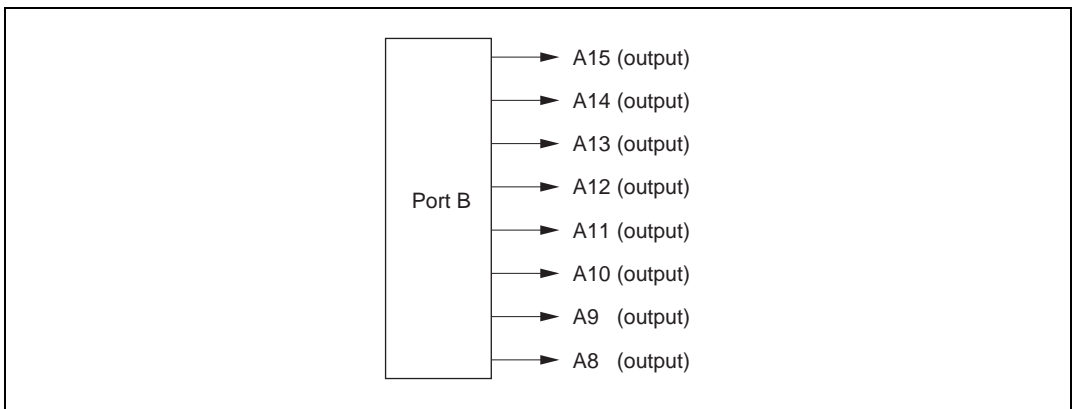 Port B
A15 (output)
A14 (output)
A13 (output)
A12 (output)
A11 (output)
A10 (output)
A9 (output)
A8 (output)